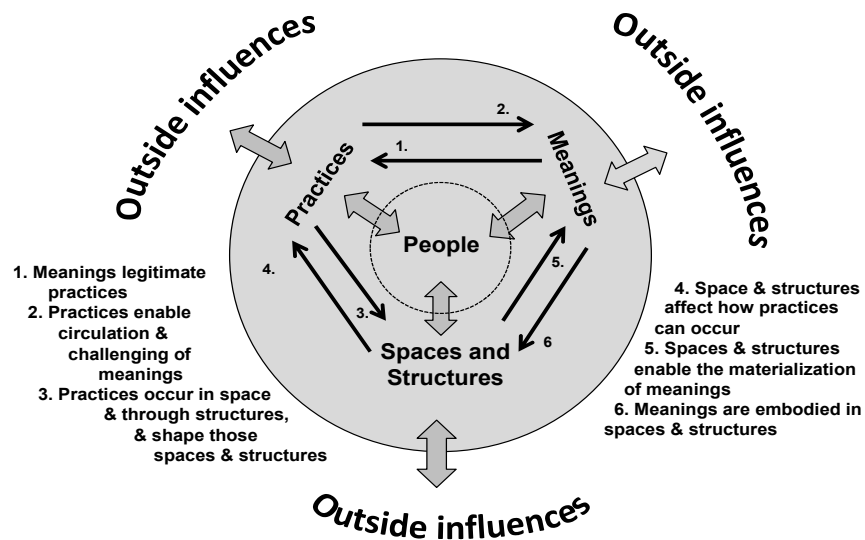 Outside influences
Outside influences
2.
1.
Practices
Meanings
People
4.
5.
3.
6
Spaces and
Structures
1. Meanings legitimate
practices
2. Practices enable
circulation &
challenging of
meanings
3. Practices occur in space
& through structures,
& shape those
spaces & structures
4. Space & structures
affect how practices
can occur
5. Spaces & structures
enable the materialization
of meanings
6. Meanings are embodied in
spaces & structures
Outside influences